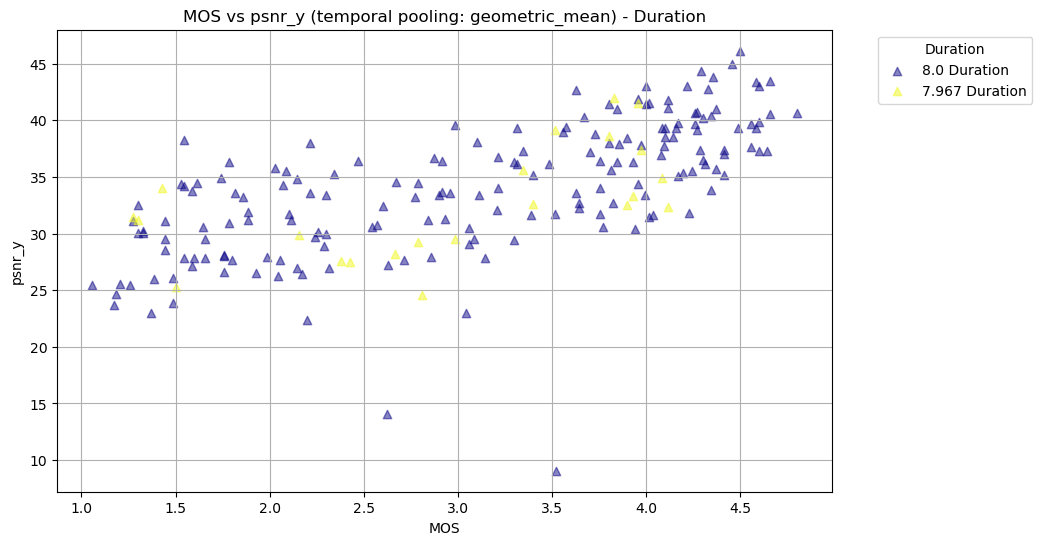 MOS vs psnr_y (temporal pooling: geometric_mean) - Duration
Duration
8.0 Duration
7.967 Duration
psnr_y
45
40
35
30
25
20
15
10
1.0 1.5 2.0 2.5 3.0 3.5 4.0 4.5
MOS